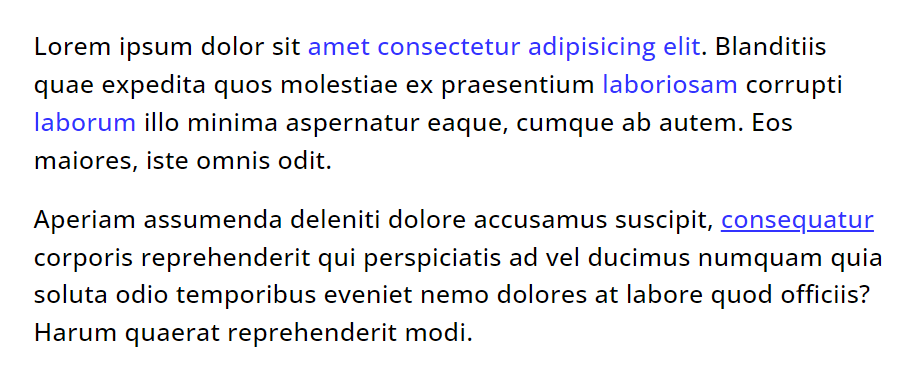 Lorem ipsum dolor sit amet consectetur adipisicing elit. Blanditiis
quae expedita quos molestiae ex praesentium laboriosam corrupti
laborum illo minima aspernatur eaque, cumque ab autem. Eos
maiores, iste omnis odit.
Aperiam assumenda deleniti dolore accusamus suscipit, consequatur
corporis reprehenderit qui perspiciatis ad vel ducimus numquam quia
soluta odio temporibus eveniet nemo dolores at labore quod officiis?
Harum quaerat reprehenderit modi.